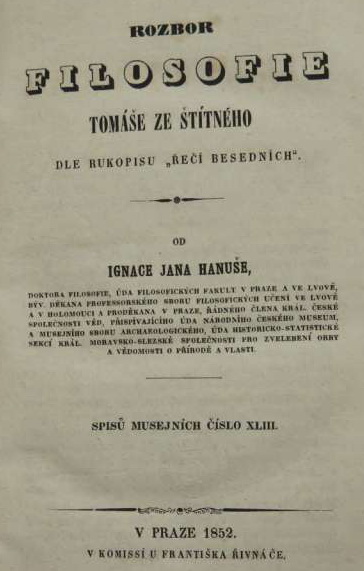 ROZBOR
FILOSOFIE
TOMÁŠE ZE ŠTÍTNÉHO
DLE RUKOPISU „ŘEČÍ BESEDNÍCH“.
OD
IGNACE JANA HANUŠE,
DOKTORA FILOSOFIE, ÚDA FILOSOFICKÝCH FAKULT V PRAZE A VE LVOVĚ,
BÝV. DĚKANA PROFESSORSKÉHO SBORU FILOSOFICKÝCH UČENÍ VE LVOVĚ
A V HOLOMOUCI A PRODĚKANA V PRAZE, ŘÁDNÉHO ČLENA KRÁL. ČESKÉ
SPOLEČNOSTI VĚD, PŘISPÍVAJÍCÍHO ÚDA NÁRODNÍHO ČESKÉHO MUSEUM,
A MUSEJNÍHO SBORU ARCHAEOLOGICKÉHO, ÚDA HISTORICKO-STATISTICKÉ
SEKCÍ KRÁL. MORAVSKO-SLEZSKÉ SPOLEČNOSTI PRO ZVELEBENÍ ORBY
A VĚDOMOSTI O PŘÍRODĚ A VLASTI.
SPISŮ MUSEJNÍCH ČÍSLO XLIII.
V PRAZE 1852.
V KOMISSÍ U FRANTIŠKA ŘIVNÁČE.